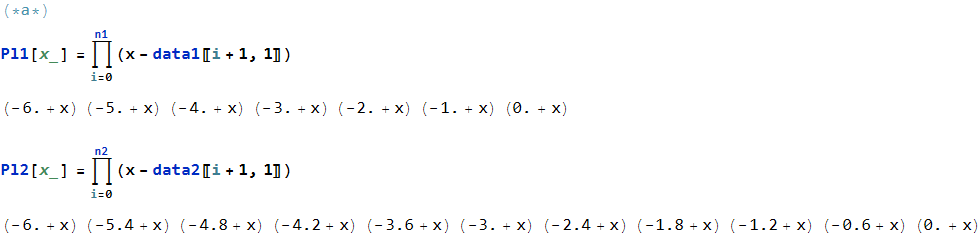 (*a*)
n1
Pl1[x_] = ∏ (x - data1〚i + 1, 1〛)
i=0
(-6. + x) (-5. + x) (-4. + x) (-3. + x) (-2. + x) (-1. + x) (0. + x)
n2
Pl2[x_] = ∏ (x - data2〚i + 1, 1〛)
i=0
(-6. + x) (-5.4 + x) (-4.8 + x) (-4.2 + x) (-3.6 + x) (-3. + x) (-2.4 + x) (-1.8 + x) (-1.2 + x) (-0.6 + x) (0. + x)